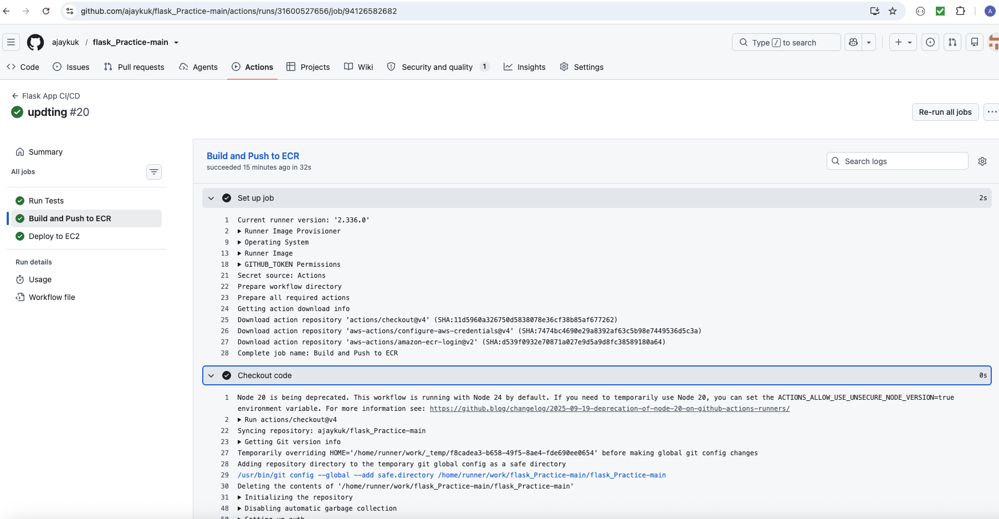 github.com/ajaykuk/flask_Practice-main/actions/runs/31600527656/job/94126582682
A
ajaykuk / flask_Practice-main
Type / to search
Code
Issues
Pull requests
Agents
Actions
Projects
Wiki
Security and quality 1
Insights
Settings
Flask App CI/CD
updting #20
Re-run all jobs
Summary
All jobs
Run Tests
Build and Push to ECR
Deploy to EC2
Run details
Usage
Workflow file
Build and Push to ECR
succeeded 15 minutes ago in 32s
Search logs
Set up job 2s
1 Current runner version: '2.336.0'
2 Runner Image Provisioner
9 Operating System
13 Runner Image
18 GITHUB_TOKEN Permissions
21 Secret source: Actions
22 Prepare workflow directory
23 Prepare all required actions
24 Getting action download info
25 Download action repository 'actions/checkout@v4' (SHA:11d5960a326750d5838078e36cf38b85af677262)
26 Download action repository 'aws-actions/configure-aws-credentials@v4' (SHA:7474bc4690e29a8392af63c5b98e7449536d5c3a)
27 Download action repository 'aws-actions/amazon-ecr-login@v2' (SHA:d539f0932e70871a027e9d5a9d8fc38589180a64)
28 Complete job name: Build and Push to ECR
Checkout code 0s
1 Node 20 is being deprecated. This workflow is running with Node 24 by default. If you need to temporarily use Node 20, you can set the ACTIONS_ALLOW_USE_UNSECURE_NODE_VERSION=true
environment variable. For more information see: https://github.blog/changelog/2025-09-19-deprecation-of-node-20-on-github-actions-runners/
2 Run actions/checkout@v4
22 Syncing repository: ajaykuk/flask_Practice-main
23 Getting Git version info
27 Temporarily overriding HOME='/home/runner/work/_temp/f8cadea3-b658-49f5-8ae4-fde690ee0654' before making global git config changes
28 Adding repository directory to the temporary git global config as a safe directory
29 /usr/bin/git config --global --add safe.directory /home/runner/work/flask_Practice-main/flask_Practice-main
30 Deleting the contents of '/home/runner/work/flask_Practice-main/flask_Practice-main'
31 Initializing the repository
48 Disabling automatic garbage collection
50 Setting up auth